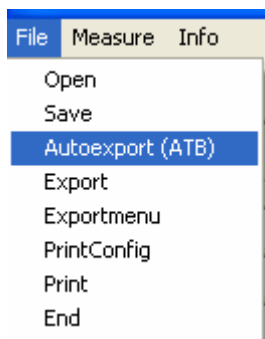 File Measure Info
Open
Save
Autoexport (ATB)
Export
Exportmenu
PrintConfig
Print
End